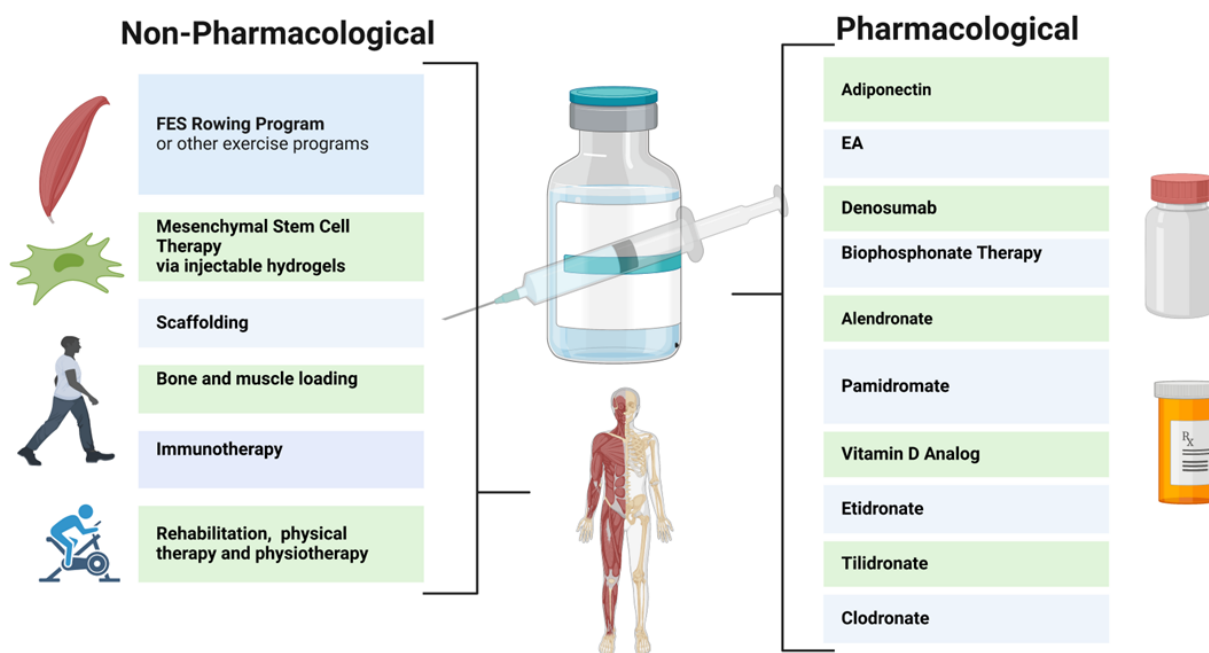 Non-Pharmacological
FES Rowing Program
or other exercise programs
Mesenchymal Stem Cell
Therapy
via injectable hydrogels
Scaffolding
Bone and muscle loading
Immunotherapy
Rehabilitation, physical
therapy and physiotherapy
Pharmacological
Adiponectin
EA
Denosumab
Biophosphonate Therapy
Alendronate
Pamidromate
Vitamin D Analog
Etidronate
Tilidronate
Clodronate
Rx